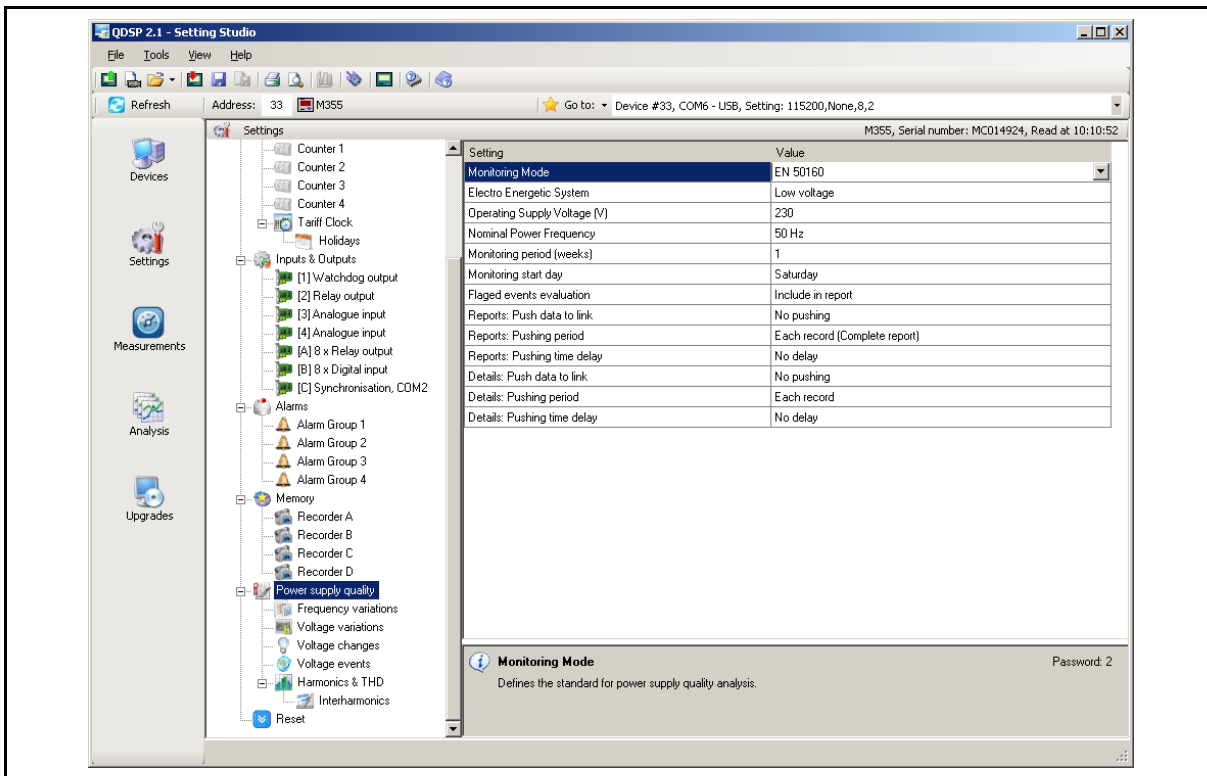 QDSP 2.1 - Setting Studio
File Tools View Help
Refresh Address: 33 M355 Go to: Device #33, COM6 - USB, Setting: 115200,None,8,2
Settings M355, Serial number: MC014924, Read at 10:10:52
Devices
Settings
Measurements
Analysis
Upgrades
Counter 1
Counter 2
Counter 3
Counter 4
Tariff Clock
Holidays
Inputs & Outputs
[1] Watchdog output
[2] Relay output
[3] Analogue input
[4] Analogue input
[A] 8 x Relay output
[B] 8 x Digital input
[C] Synchronisation, COM2
Alarms
Alarm Group 1
Alarm Group 2
Alarm Group 3
Alarm Group 4
Memory
Recorder A
Recorder B
Recorder C
Recorder D
Power supply quality
Frequency variations
Voltage variations
Voltage changes
Voltage events
Harmonics & THD
Interharmonics
Reset
Setting Value
Monitoring Mode EN 50160
Electro Energetic System Low voltage
Operating Supply Voltage (V) 230
Nominal Power Frequency 50 Hz
Monitoring period (weeks) 1
Monitoring start day Saturday
Flaged events evaluation Include in report
Reports: Push data to link No pushing
Reports: Pushing period Each record (Complete report)
Reports: Pushing time delay No delay
Details: Push data to link No pushing
Details: Pushing period Each record
Details: Pushing time delay No delay
Monitoring Mode Password: 2
Defines the standard for power supply quality analysis.